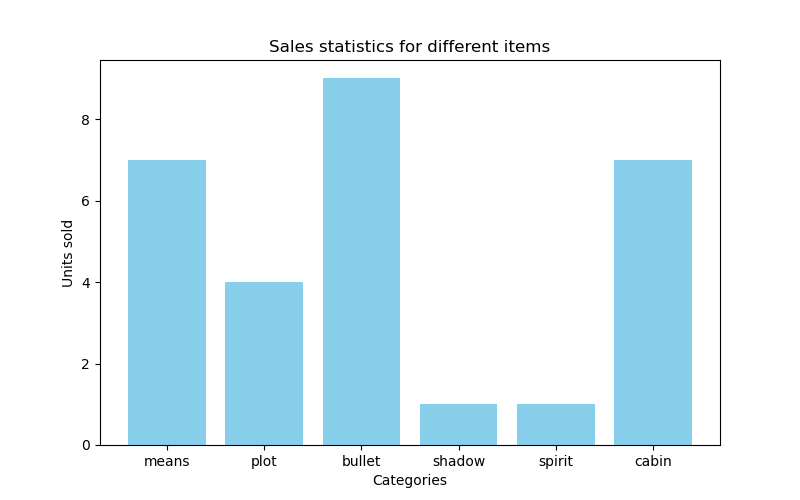 Sales statistics for different items
Units sold
8
6
4
2
0
means plot bullet shadow spirit cabin
Categories